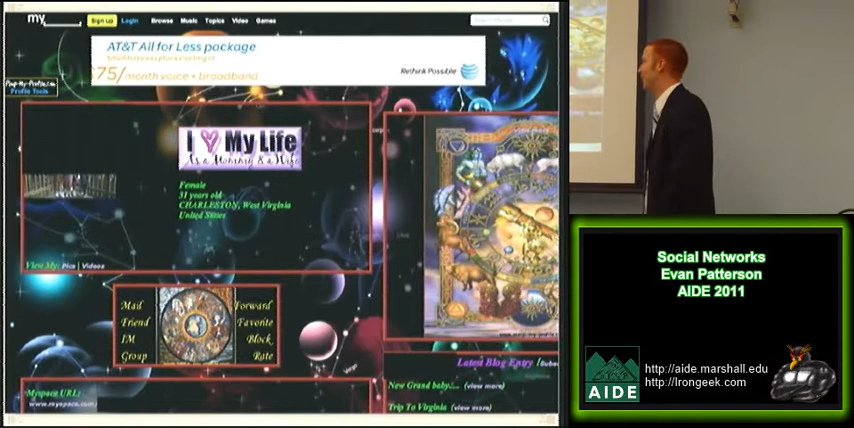 my
Sign up
Login
Browse
Music
Topics
Video
Games
AT&T All for Less package
$75/month voice + broadband
Rethink Possible
Pimp-My-Profile.com
Profile Tools
I My Life
As a Mommy & a Wife
Female
31 years old
CHARLESTON, West Virginia
United States
View My: Pics | Videos
Mail
Forward
Friend
Favorite
IM
Block
Group
Rate
Latest Blog Entry
New Grand baby.... (view more)
Trip To Virginia (view more)
Myspace URL:
www.myspace.com/
Social Networks
Evan Patterson
AIDE 2011
AIDE
http://aide.marshall.edu
http://Irongeek.com